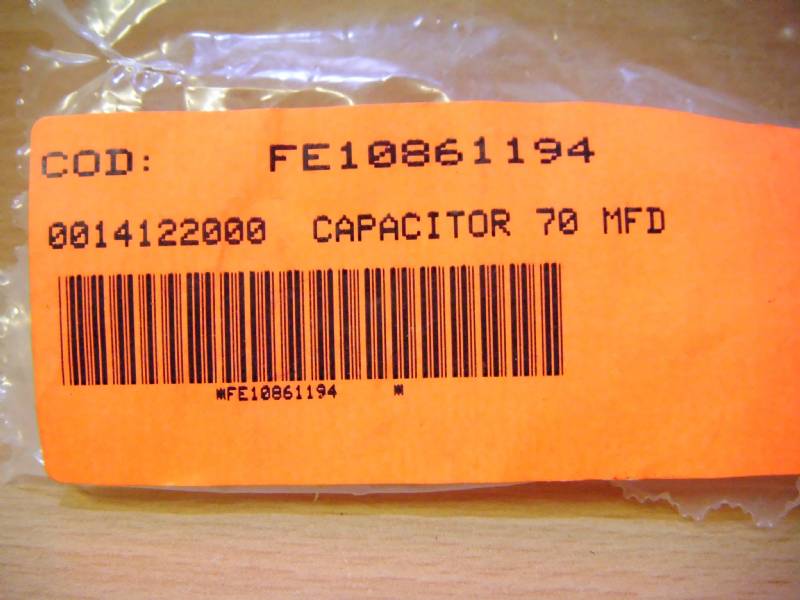 COD: FE10861194
0014122000 CAPACITOR 70 MFD
*FE10861194 *